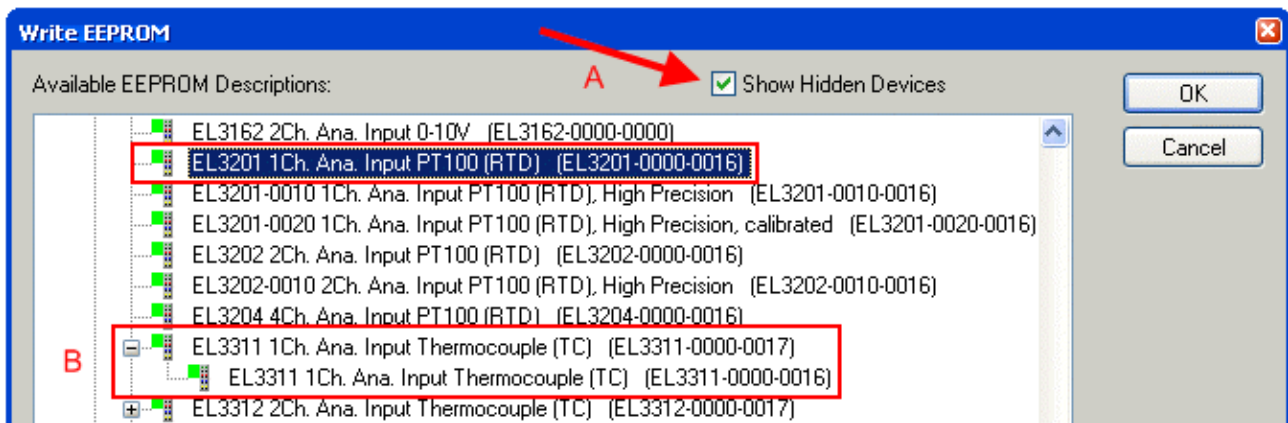 Write EEPROM
Available EEPROM Descriptions:
A
Show Hidden Devices
OK
Cancel
EL3162 2Ch. Ana. Input 0-10V (EL3162-0000-0000)
EL3201 1Ch. Ana. Input PT100 (RTD) (EL3201-0000-0016)
EL3201-0010 1Ch. Ana. Input PT100 (RTD), High Precision (EL3201-0010-0016)
EL3201-0020 1Ch. Ana. Input PT100 (RTD), High Precision, calibrated (EL3201-0020-0016)
EL3202 2Ch. Ana. Input PT100 (RTD) (EL3202-0000-0016)
EL3202-0010 2Ch. Ana. Input PT100 (RTD), High Precision (EL3202-0010-0016)
EL3204 4Ch. Ana. Input PT100 (RTD) (EL3204-0000-0016)
B
EL3311 1Ch. Ana. Input Thermocouple (TC) (EL3311-0000-0017)
EL3311 1Ch. Ana. Input Thermocouple (TC) (EL3311-0000-0016)
EL3312 2Ch. Ana. Input Thermocouple (TC) (EL3312-0000-0017)